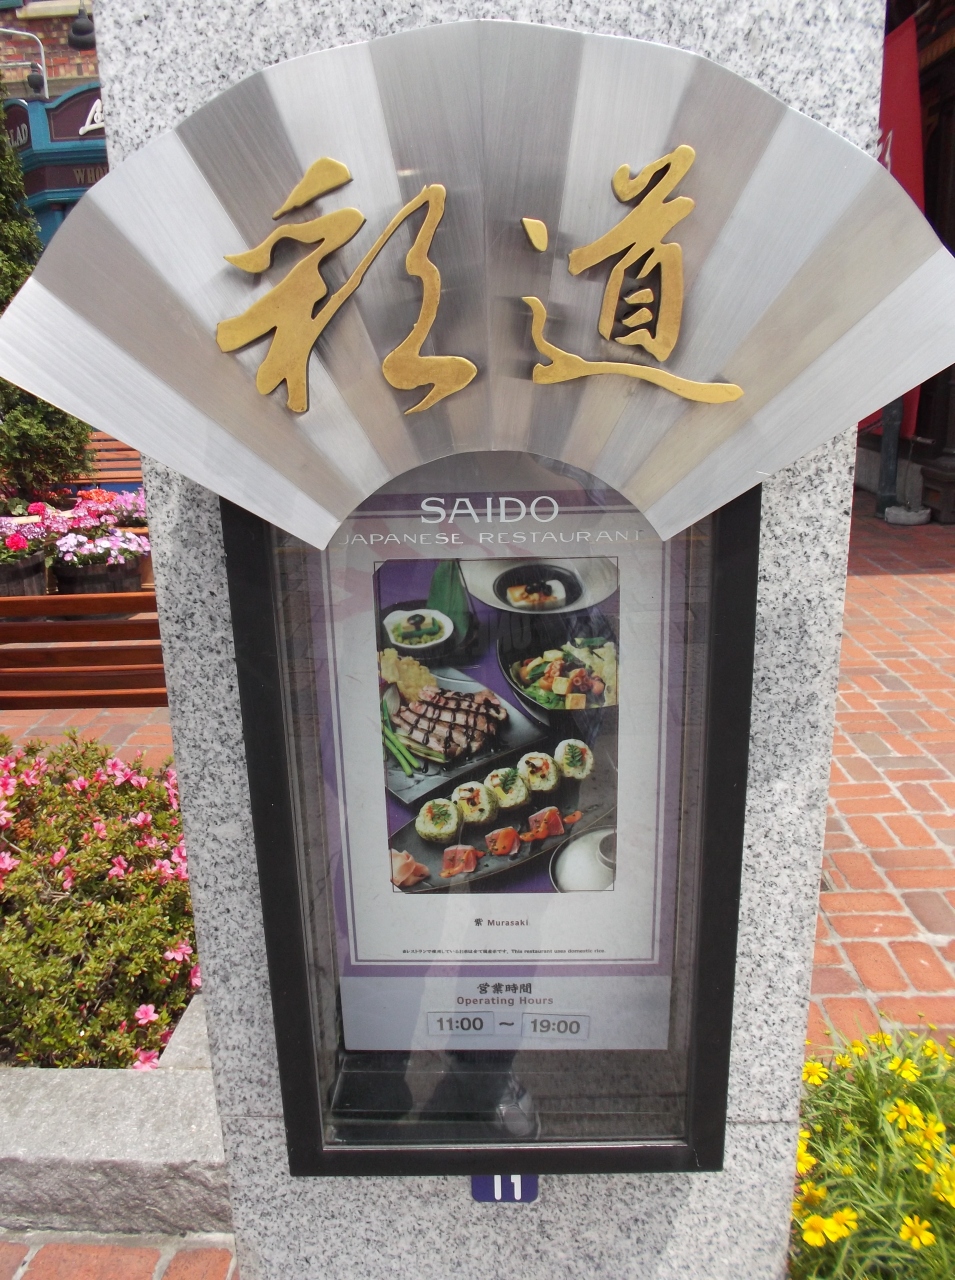 彩道
SAIDO
JAPANESE RESTAURANT
紫 Murasaki
This restaurant uses domestic rice.
営業時間
Operating Hours
11:00 ~ 19:00
11